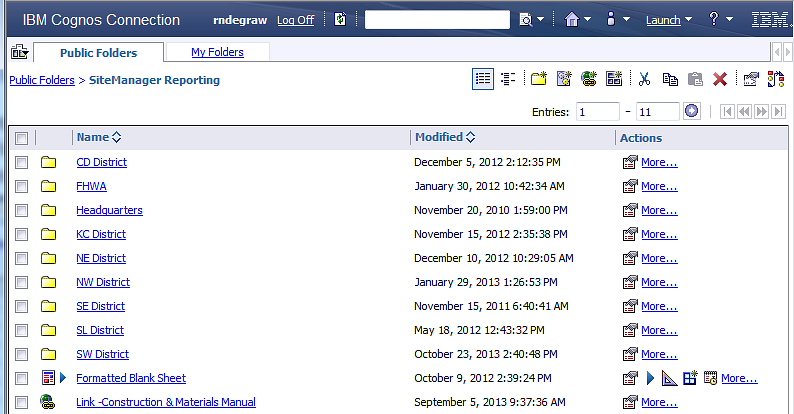 IBM Cognos Connection rndegraw Log Off Launch ? IBM
Public Folders My Folders
Public Folders > SiteManager Reporting
Entries: 1 - 11
Name Modified Actions
CD District December 5, 2012 2:12:35 PM More...
FHWA January 30, 2012 10:42:34 AM More...
Headquarters November 20, 2010 1:59:00 PM More...
KC District November 15, 2012 2:35:38 PM More...
NE District December 10, 2012 10:29:05 AM More...
NW District January 29, 2013 1:26:53 PM More...
SE District November 15, 2011 6:40:41 AM More...
SL District May 18, 2012 12:43:32 PM More...
SW District October 23, 2013 2:40:48 PM More...
Formatted Blank Sheet October 9, 2012 2:39:24 PM More...
Link -Construction & Materials Manual September 5, 2013 9:37:36 AM More...